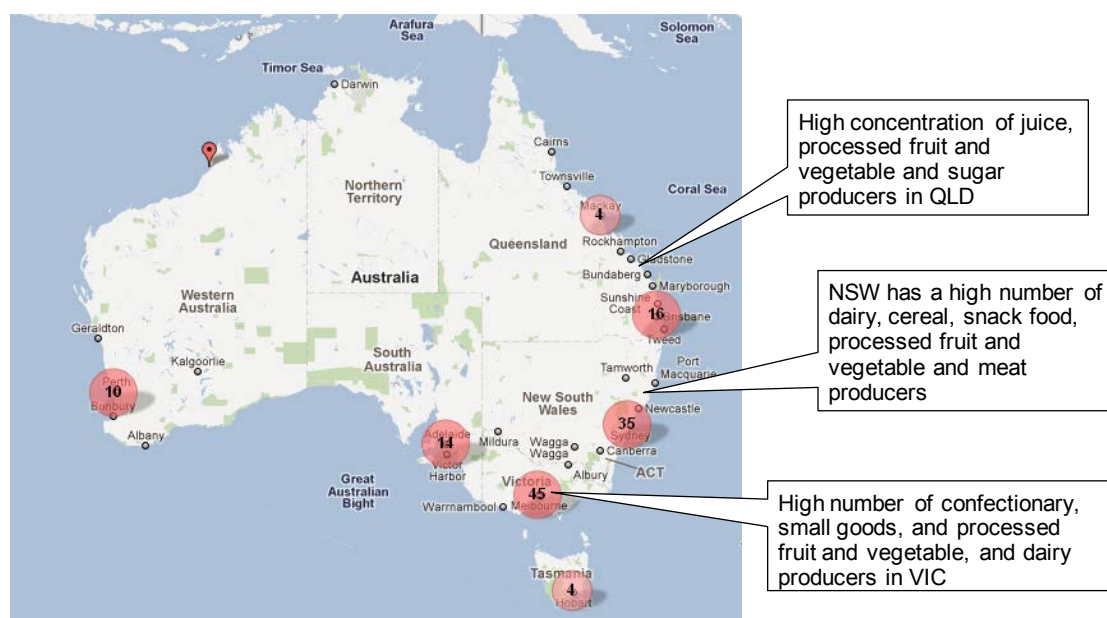 Arafura
Sea
Solomon
Sea
Timor Sea
Darwin
Cairns
Townsville
Coral Sea
Northern
Territory
Mackay
4
Queensland
Rockhampton
Gladstone
Bundaberg
Maryborough
Sunshine
Coast
16
Brisbane
Tweed
Australia
Western
Australia
Geraldton
Kalgoorlie
South
Australia
Perth
10
Bunbury
Albany
Port
Macquarie
Tamworth
New South
Wales
Newcastle
35
Sydney
Adelaide
14
Victor
Harbor
Mildura
Wagga
Wagga
Canberra
ACT
Albury
Great
Australian
Bight
Victoria
45
Warrnambool
Melbourne
Tasmania
4
Hobart
High concentration of juice,
processed fruit and
vegetable and sugar
producers in QLD
NSW has a high number of
dairy, cereal, snack food,
processed fruit and
vegetable and meat
producers
High number of confectionary,
small goods, and processed
fruit and vegetable, and dairy
producers in VIC